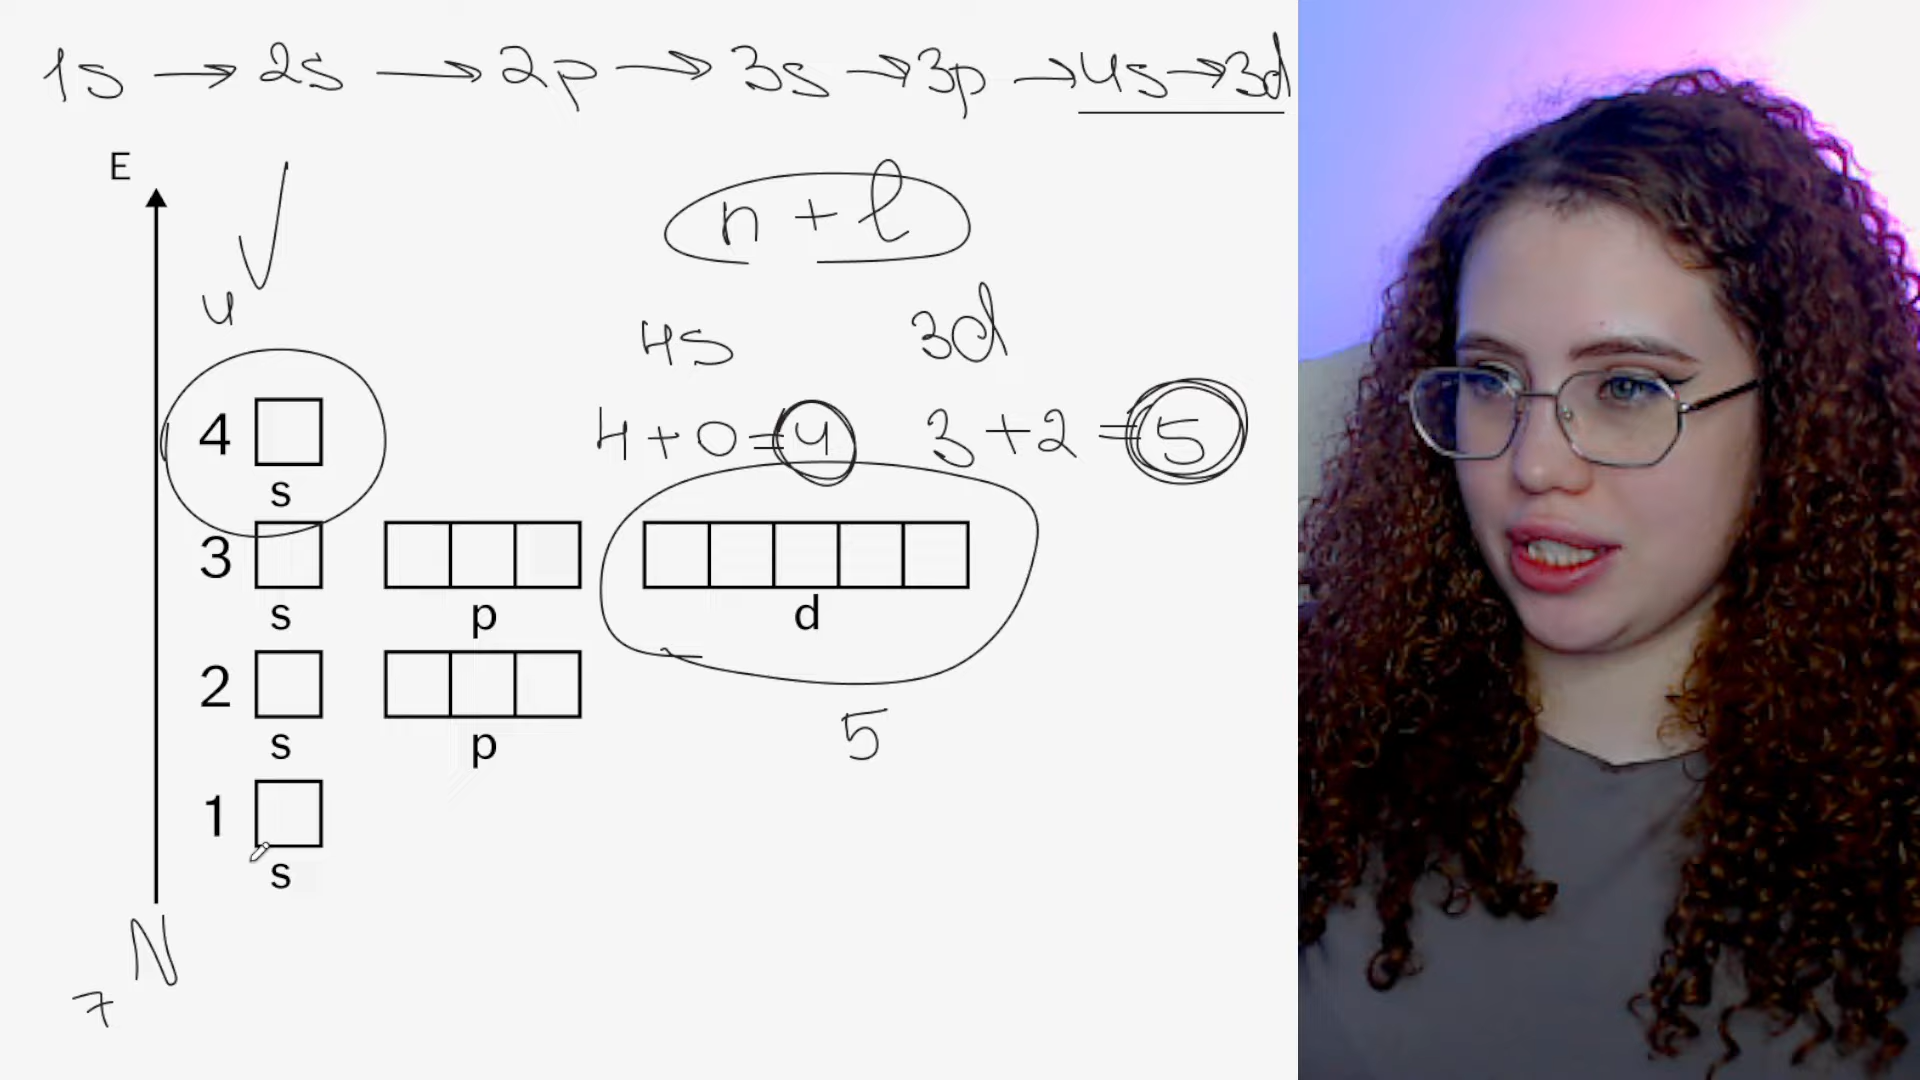 1s → 2s → 2p → 3s → 3p → 4s → 3d
E
n + l
4
4s 3d
4 + 0 = 4 3 + 2 = 5
4
s
3
s p d
2
s p 5
1
s
N
7